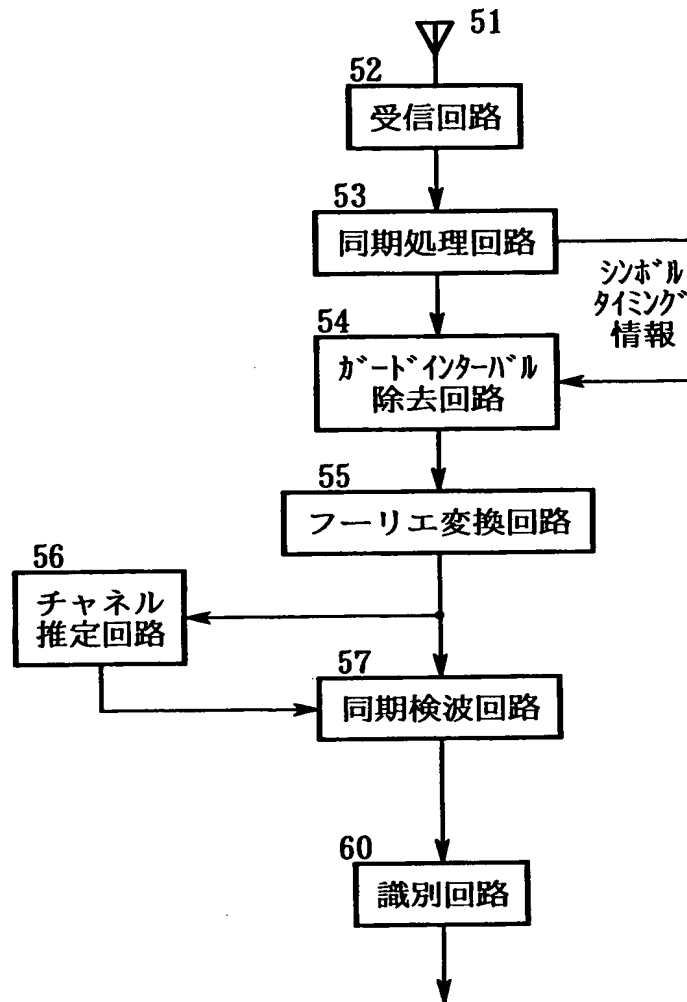 51
52
受信回路
53
同期処理回路
シンボル
タイミング
情報
54
ガードインターバル
除去回路
55
フーリエ変換回路
56
チャネル
推定回路
57
同期検波回路
60
識別回路